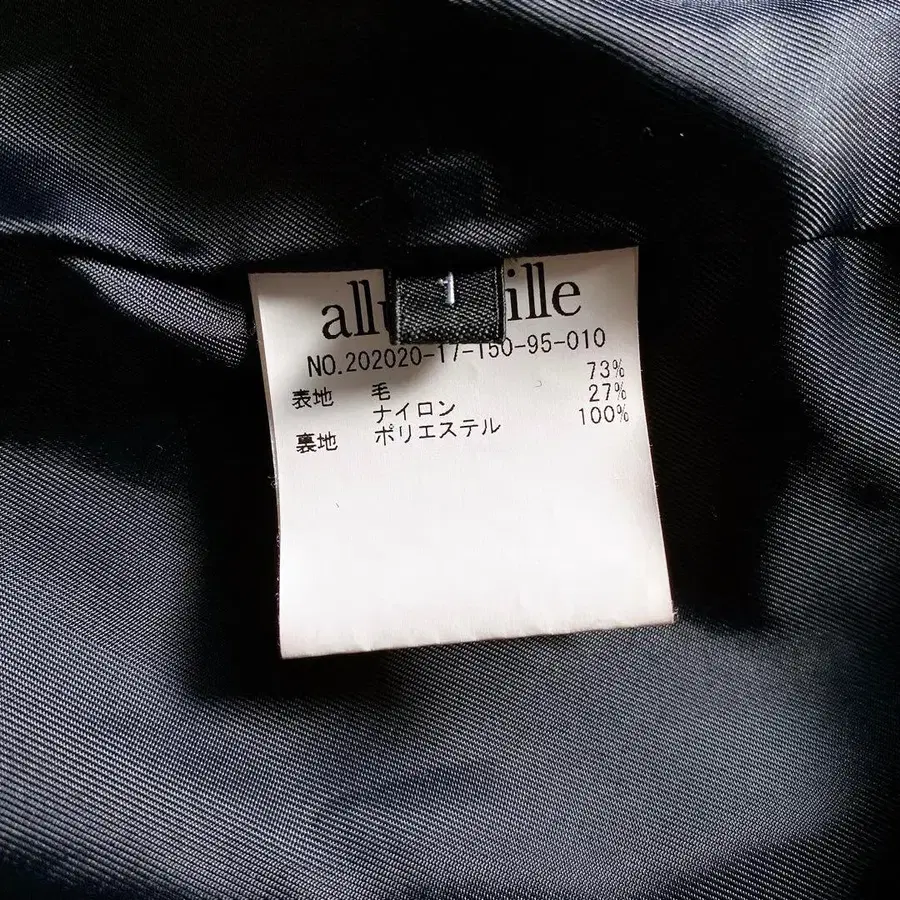 1
NO.202020-17-150-95-010
表地 毛 73%
ナイロン 27%
裏地 ポリエステル 100%